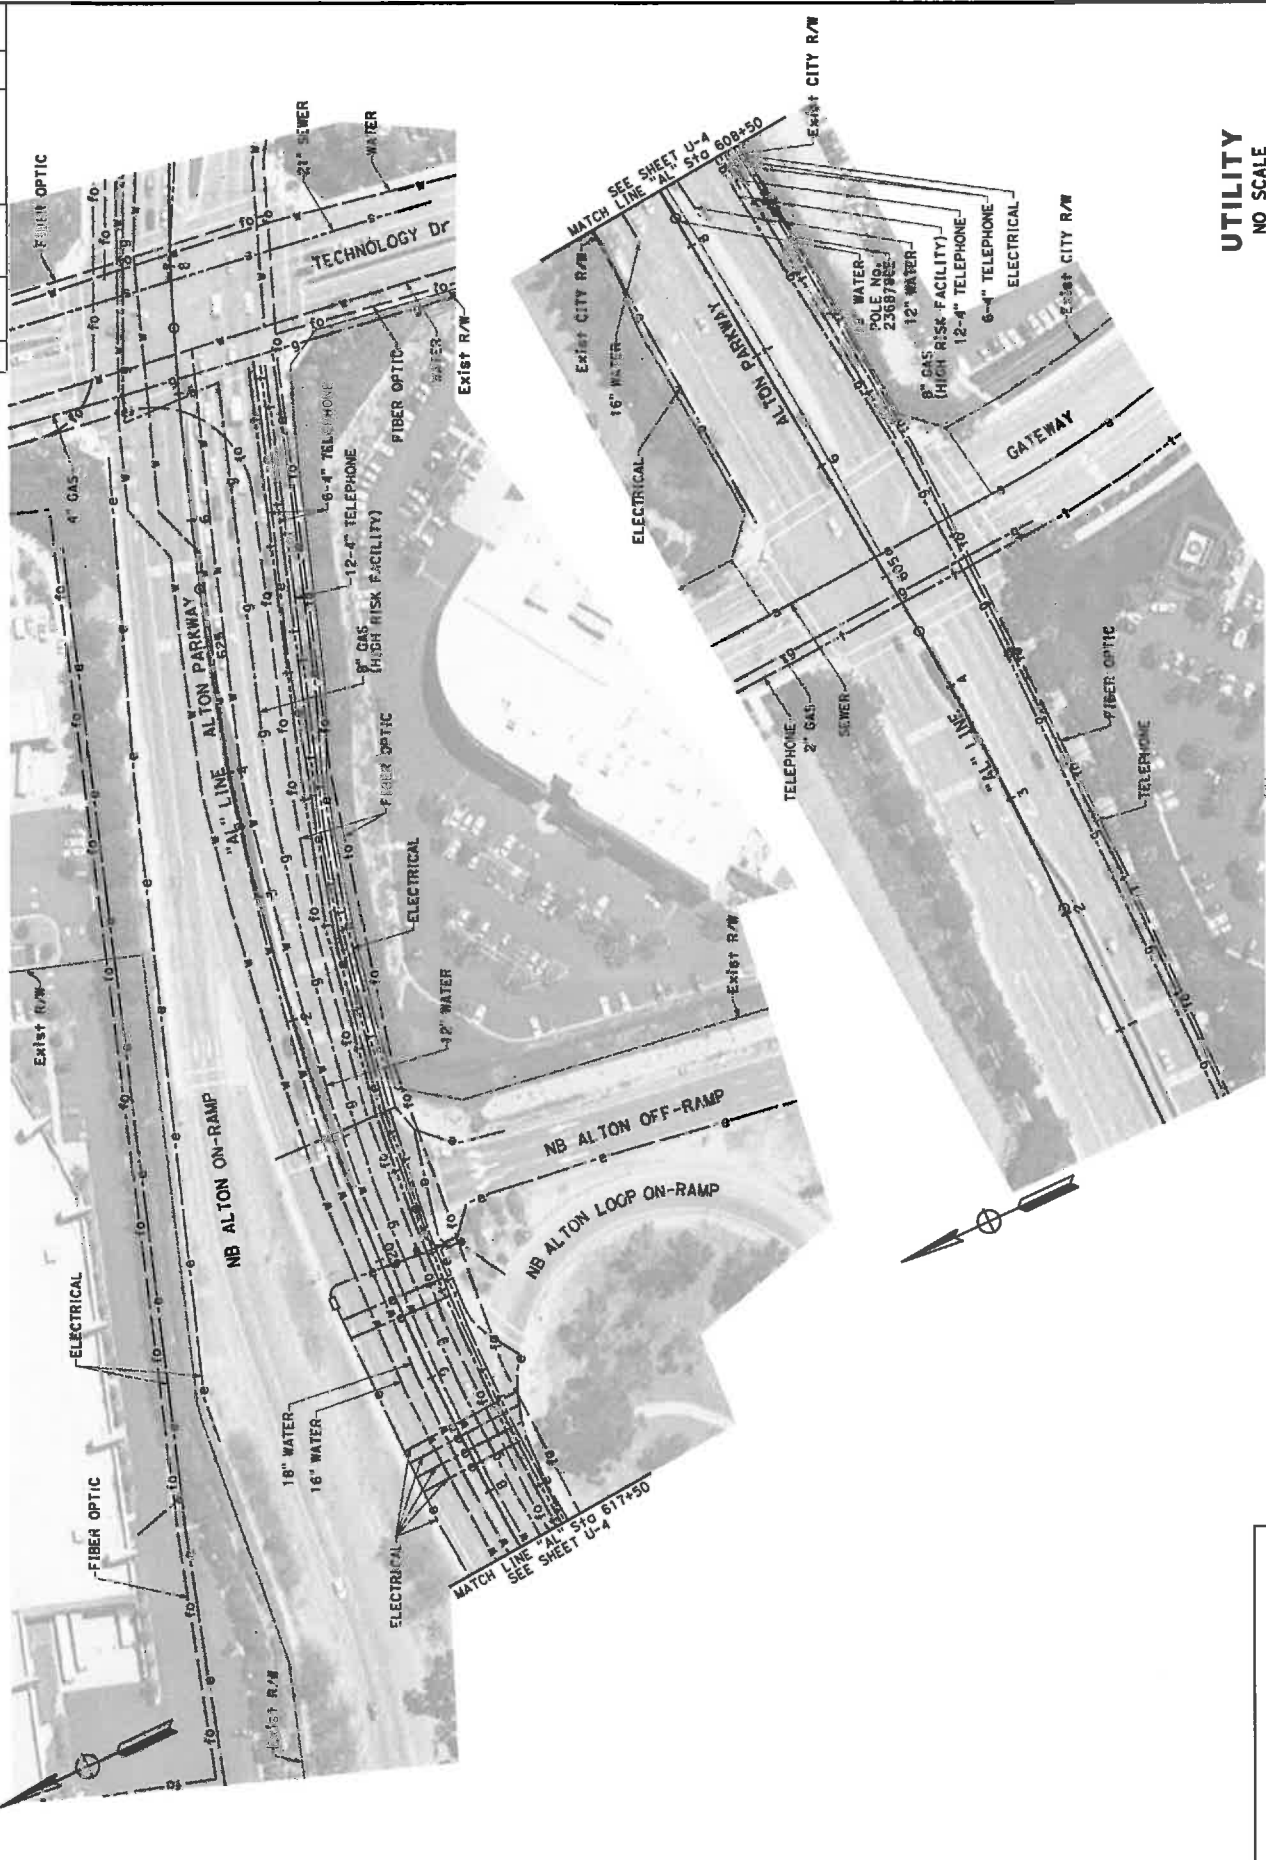 FIBER OPTIC
21" SEWER
WATER
TECHNOLOGY Dr
4" GAS
6-4" TELEPHONE
12-4" TELEPHONE
FIBER OPTIC
WATER
Exist R/W
8" GAS
(HIGH RISK FACILITY)
ALTON PARKWAY
625
"AL" LINE
FIBER OPTIC
ELECTRICAL
12" WATER
Exist R/W
Exist R/W
NB ALTON ON-RAMP
NB ALTON OFF-RAMP
NB ALTON LOOP ON-RAMP
620
ELECTRICAL
18" WATER
16" WATER
FIBER OPTIC
ELECTRICAL
MATCH LINE "AL" Sta 617+50
SEE SHEET U-4
Exist R/W
SEE SHEET U-4
MATCH LINE "AL" Sta 608+50
Exist CITY R/W
Exist CITY R/W
16" WATER
ELECTRICAL
ALTON PARKWAY
WATER
POLE No.
12" WATER
8" GAS
(HIGH RISK FACILITY)
12-4" TELEPHONE
6-4" TELEPHONE
ELECTRICAL
Exist CITY R/W
GATEWAY
605
TELEPHONE
2" GAS
SEWER
"AL" LINE
FIBER OPTIC
TELEPHONE
UTILITY
NO SCALE